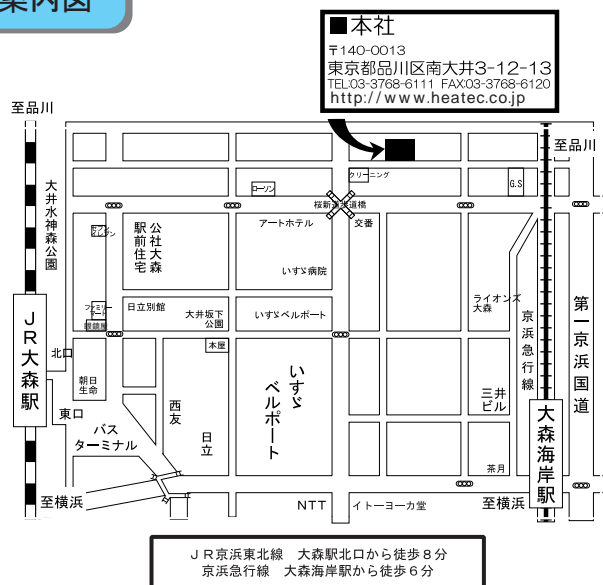 案内図
■本社
〒140-0013
東京都品川区南大井3-12-13
TEL:03-3768-6111 FAX:03-3768-6120
http://www.heatec.co.jp
至品川
至品川
大井水神森公園
ローソン
クリーニング
G.S
桜新道歩道橋
アートホテル
交番
公社大森
駅前住宅
いすゞ病院
ファミリー
マート
眼鏡屋
日立別館
大井坂下
公園
いすゞベルポート
ライオンズ
大森
京浜急行線
第一京浜国道
JR大森駅
北口
本屋
朝日
生命
東口
バス
ターミナル
西友
日立
いすゞ
ベルポート
三井
ビル
大森海岸駅
茶月
至横浜
NTT
イトーヨーカ堂
至横浜
JR京浜東北線 大森駅北口から徒歩8分
京浜急行線 大森海岸駅から徒歩6分